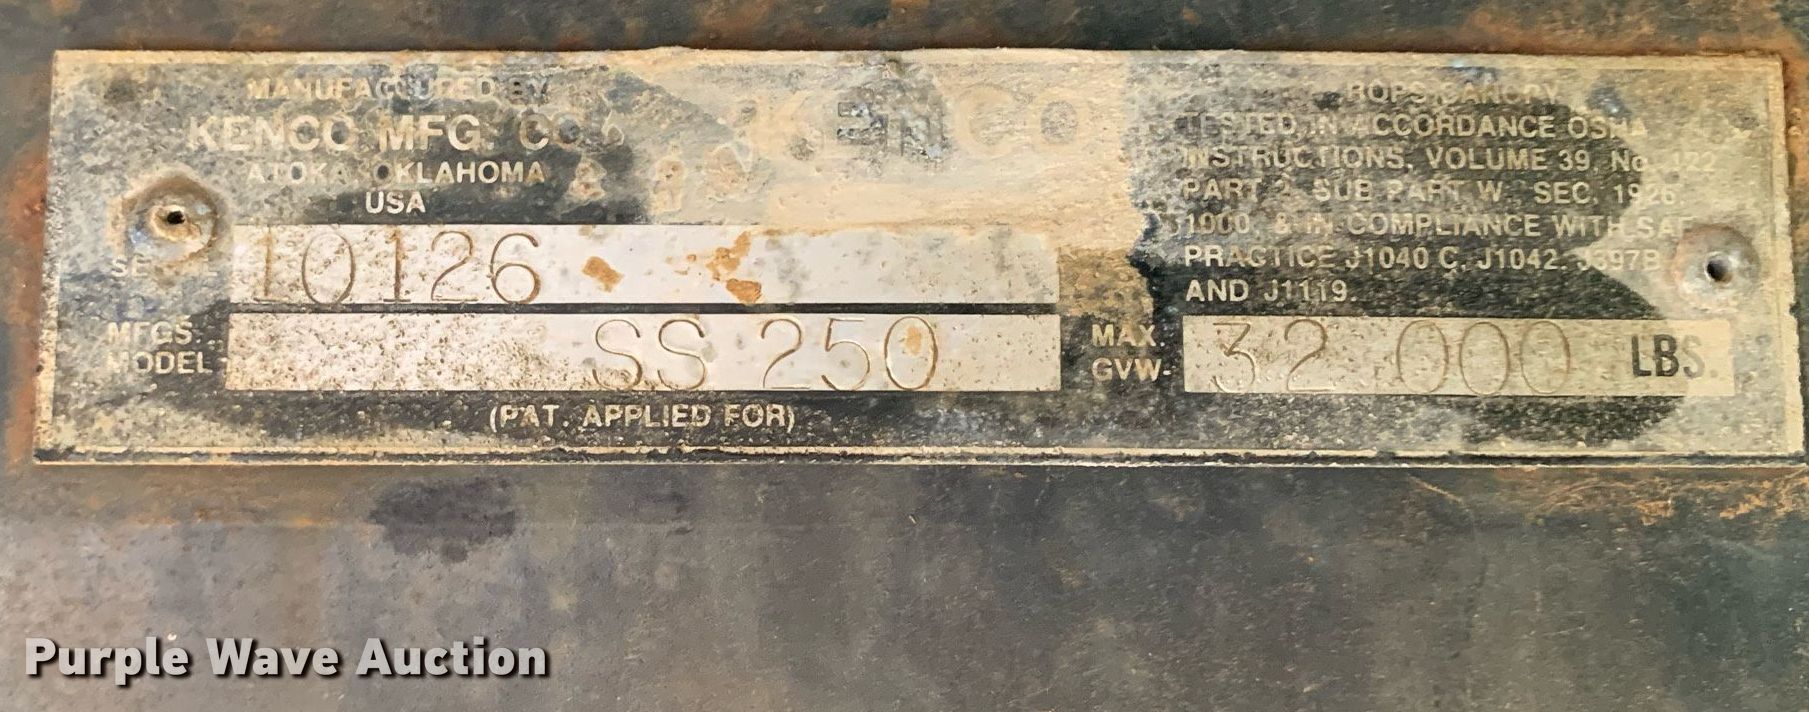 MANUFACTURED BY
KENCO MFG. CO
ATOKA, OKLAHOMA
USA
KENCO
ROPS CANOPY
TESTED IN ACCORDANCE OSHA
INSTRUCTIONS, VOLUME 39, No. 122
PART 2, SUB PART W, SEC, 1926,
1000, & IN COMPLIANCE WITH SAE
PRACTICE J1040 C, J1042, J397B
AND J1119.
10126
MFGS.
MODEL
SS 250
MAX.
GVW-
32 000 LBS.
(PAT. APPLIED FOR)
Purple Wave Auction